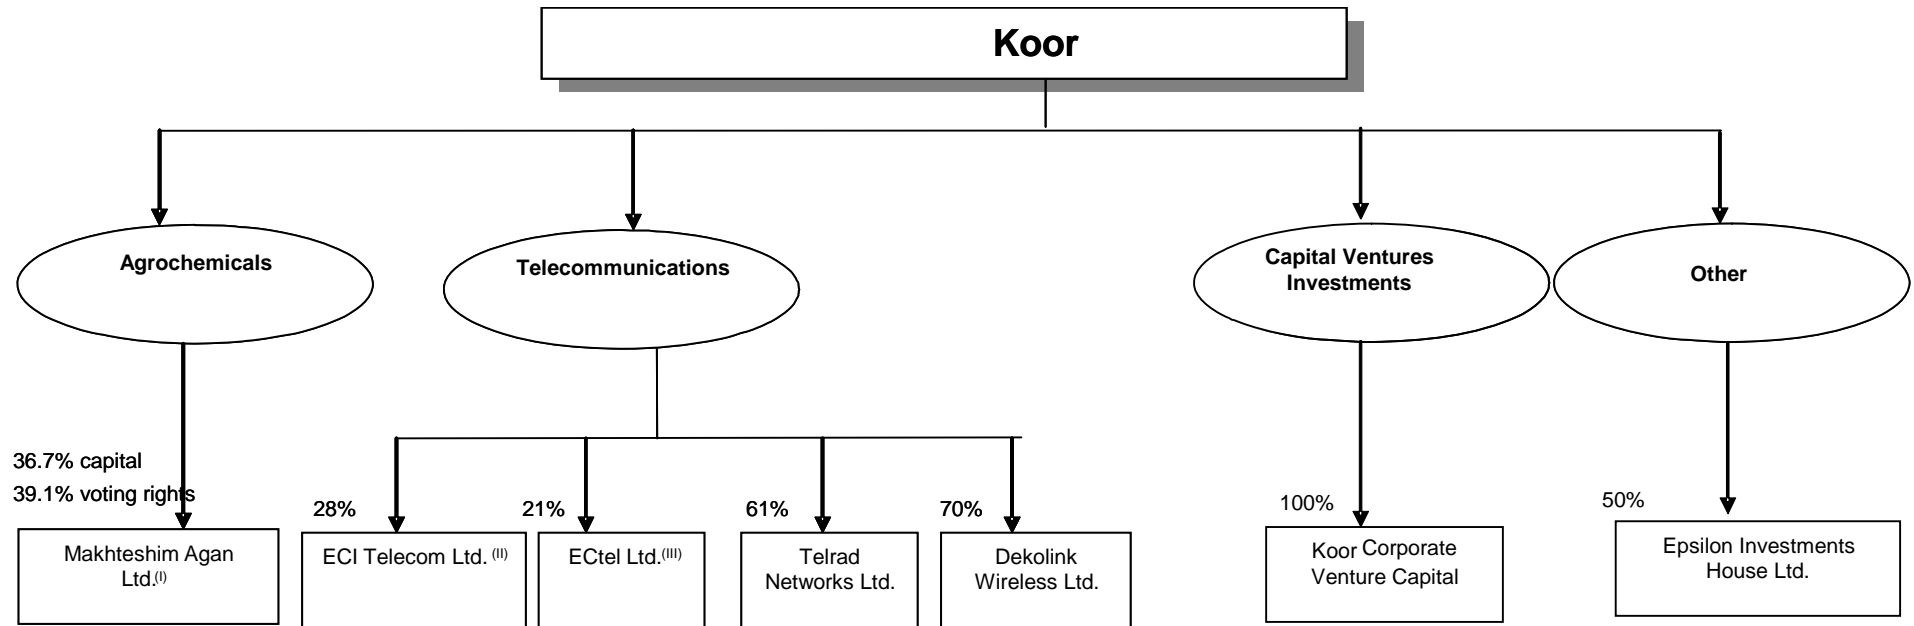 Koor
Agrochemicals
Telecommunications
Capital Ventures
Investments
Other
36.7% capital
39.1% voting rights
28%
21%
61%
70%
100%
50%
Makhteshim Agan
Ltd.(I)
ECI Telecom Ltd. (II)
ECtel Ltd.(III)
Telrad
Networks Ltd.
Dekolink
Wireless Ltd.
Koor Corporate
Venture Capital
Epsilon Investments
House Ltd.